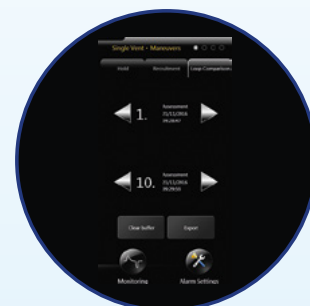 Single Vent - Maneuvers
Hold Recruitment Loop Comparison
1. Assessment
10. Assessment
Clear buffer Export
Monitoring Alarm Settings